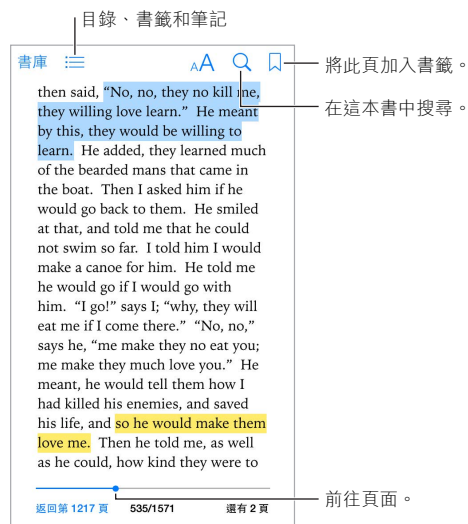 目錄、書籤和筆記
書庫
AA
將此頁加入書籤。
在這本書中搜尋。
then said, “No, no, they no kill me,
they willing love learn.” He meant
by this, they would be willing to
learn. He added, they learned much
of the bearded mans that came in
the boat. Then I asked him if he
would go back to them. He smiled
at that, and told me that he could
not swim so far. I told him I would
make a canoe for him. He told me
he would go if I would go with
him. “I go!” says I; “why, they will
eat me if I come there.” “No, no,”
says he, “me make they no eat you;
me make they much love you.” He
meant, he would tell them how I
had killed his enemies, and saved
his life, and so he would make them
love me. Then he told me, as well
as he could, how kind they were to
前往頁面。
返回第 1217 頁 535/1571 還有 2 頁